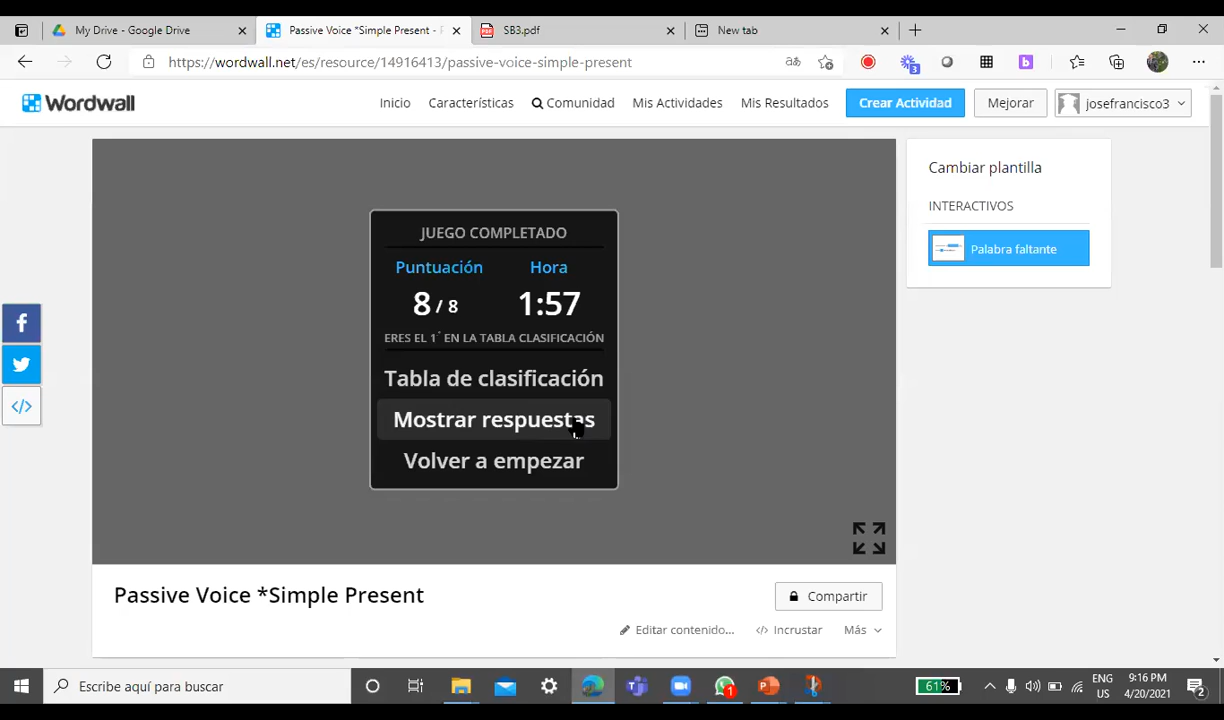 My Drive - Google Drive
Passive Voice *Simple Present -
SB3.pdf
New tab
https://wordwall.net/es/resource/14916413/passive-voice-simple-present
3
b
Wordwall
Inicio
Características
Comunidad
Mis Actividades
Mis Resultados
Crear Actividad
Mejorar
josefrancisco3
JUEGO COMPLETADO
Puntuación
Hora
8 / 8
1:57
ERES EL 1˚ EN LA TABLA CLASIFICACIÓN
Tabla de clasificación
Mostrar respuestas
Volver a empezar
Cambiar plantilla
INTERACTIVOS
Palabra faltante
Passive Voice *Simple Present
Compartir
Editar contenido...
Incrustar
Más
Escribe aquí para buscar
1
61%
ENG
US
9:16 PM
4/20/2021
2